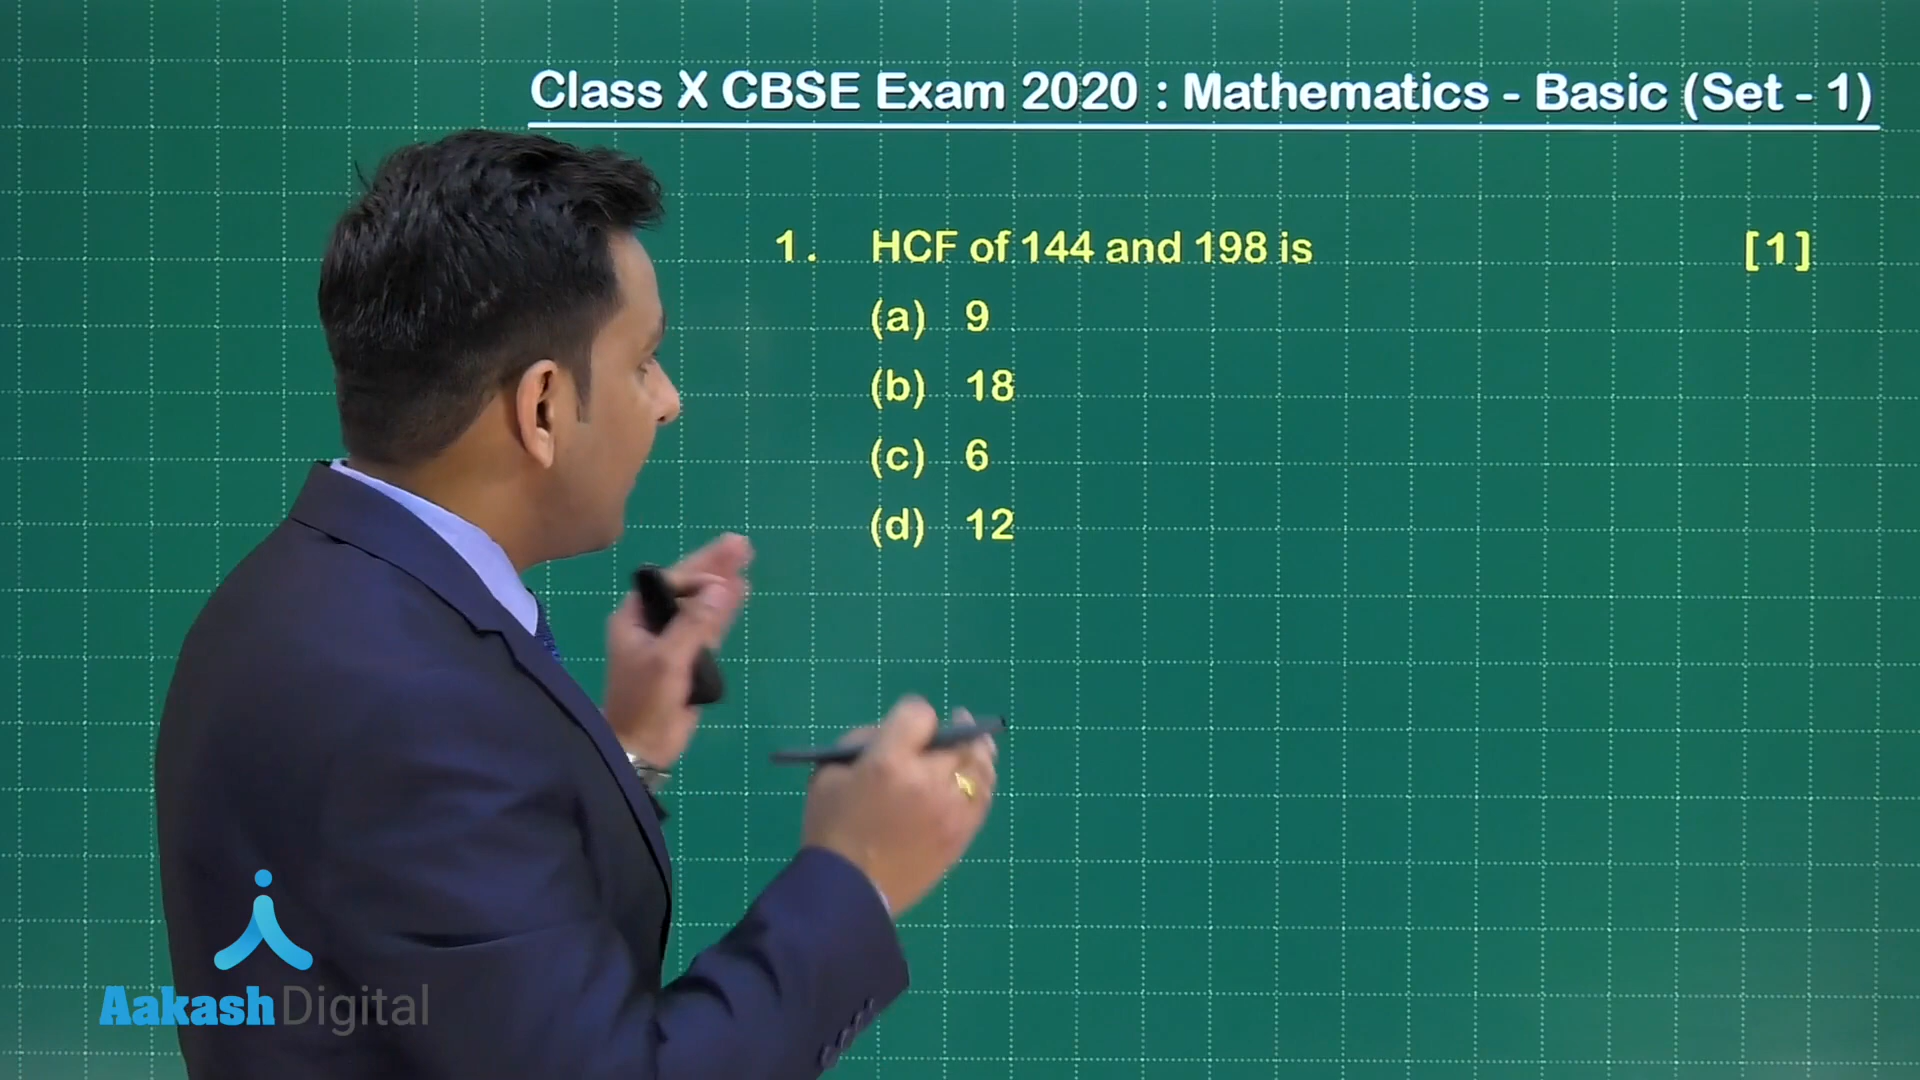 Class X CBSE Exam 2020 : Mathematics - Basic (Set - 1)
1. HCF of 144 and 198 is [1]
(a) 9
(b) 18
(c) 6
(d) 12
Aakash Digital